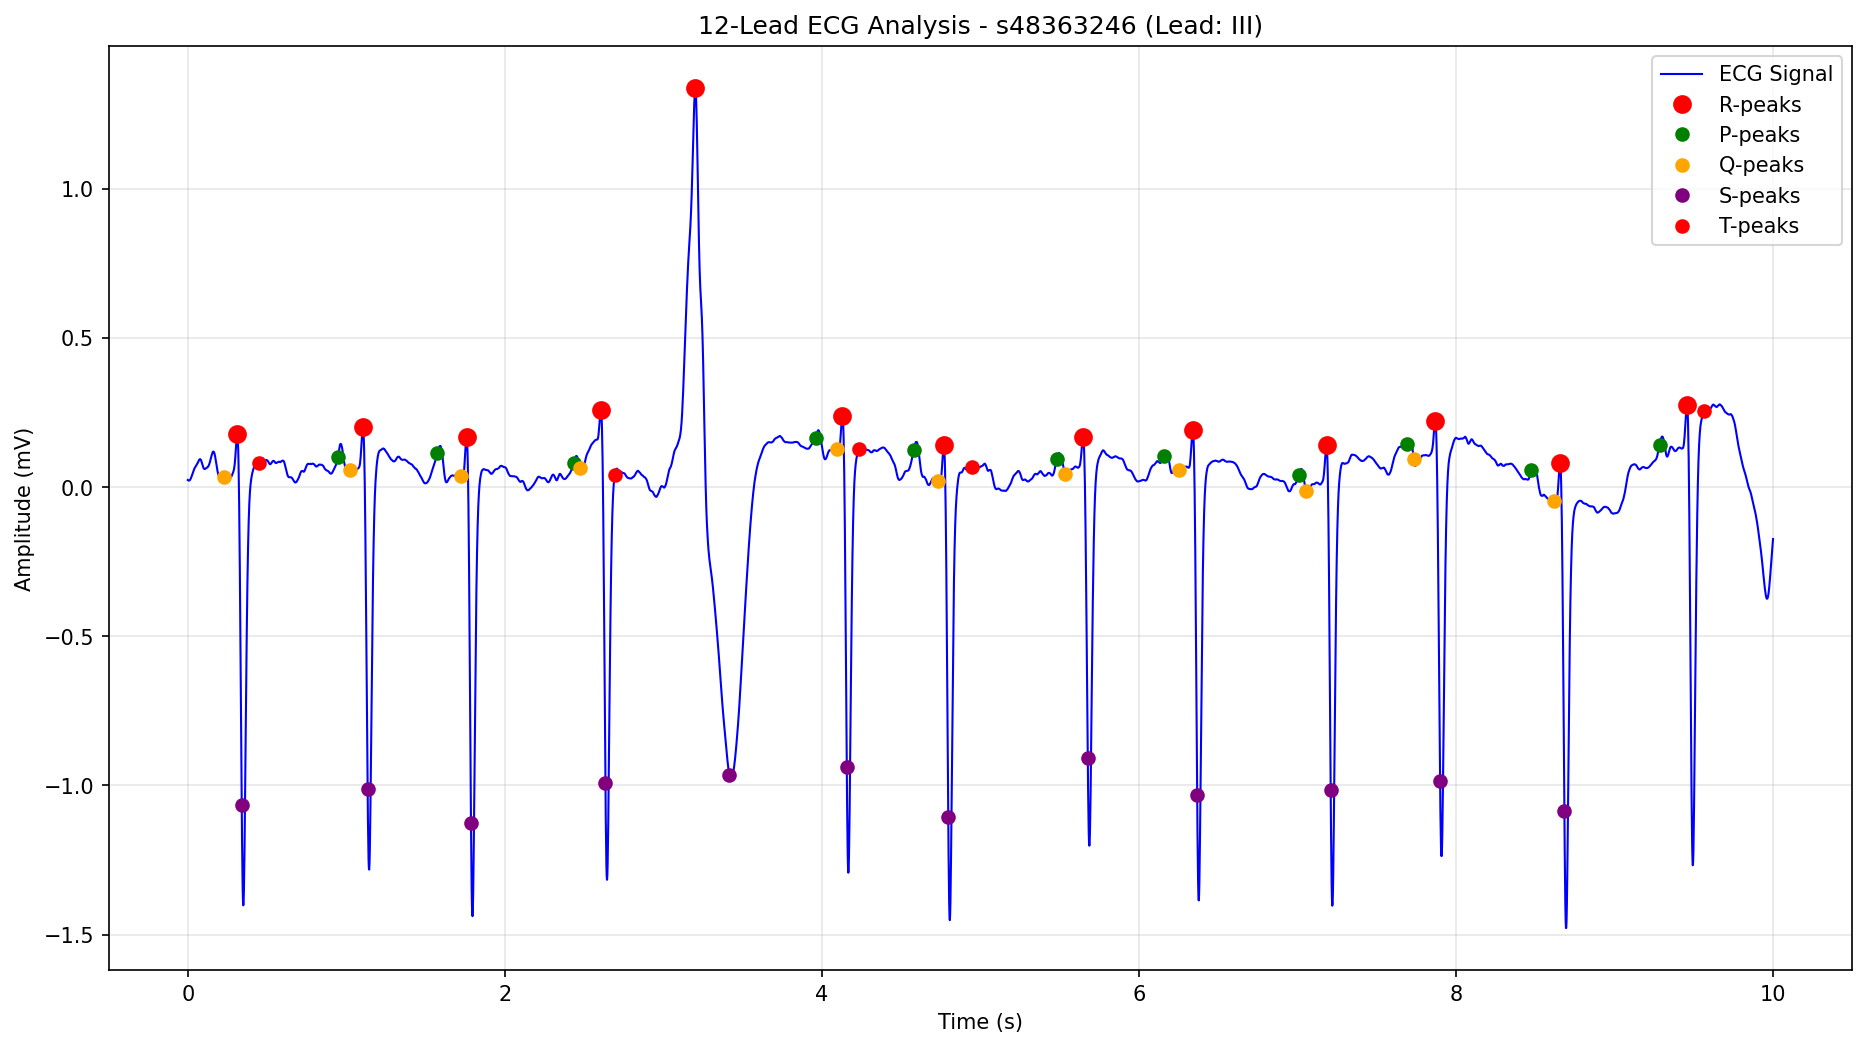 12-Lead ECG Analysis - s48363246 (Lead: III)
ECG Signal
R-peaks
P-peaks
Q-peaks
S-peaks
T-peaks
Amplitude (mV)
1.0
0.5
0.0
−0.5
−1.0
−1.5
0 2 4 6 8 10
Time (s)